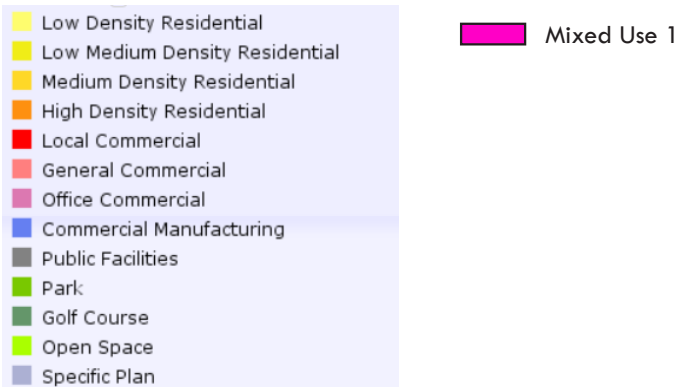 Low Density Residential
Low Medium Density Residential
Medium Density Residential
High Density Residential
Local Commercial
General Commercial
Office Commercial
Commercial Manufacturing
Public Facilities
Park
Golf Course
Open Space
Specific Plan
Mixed Use 1